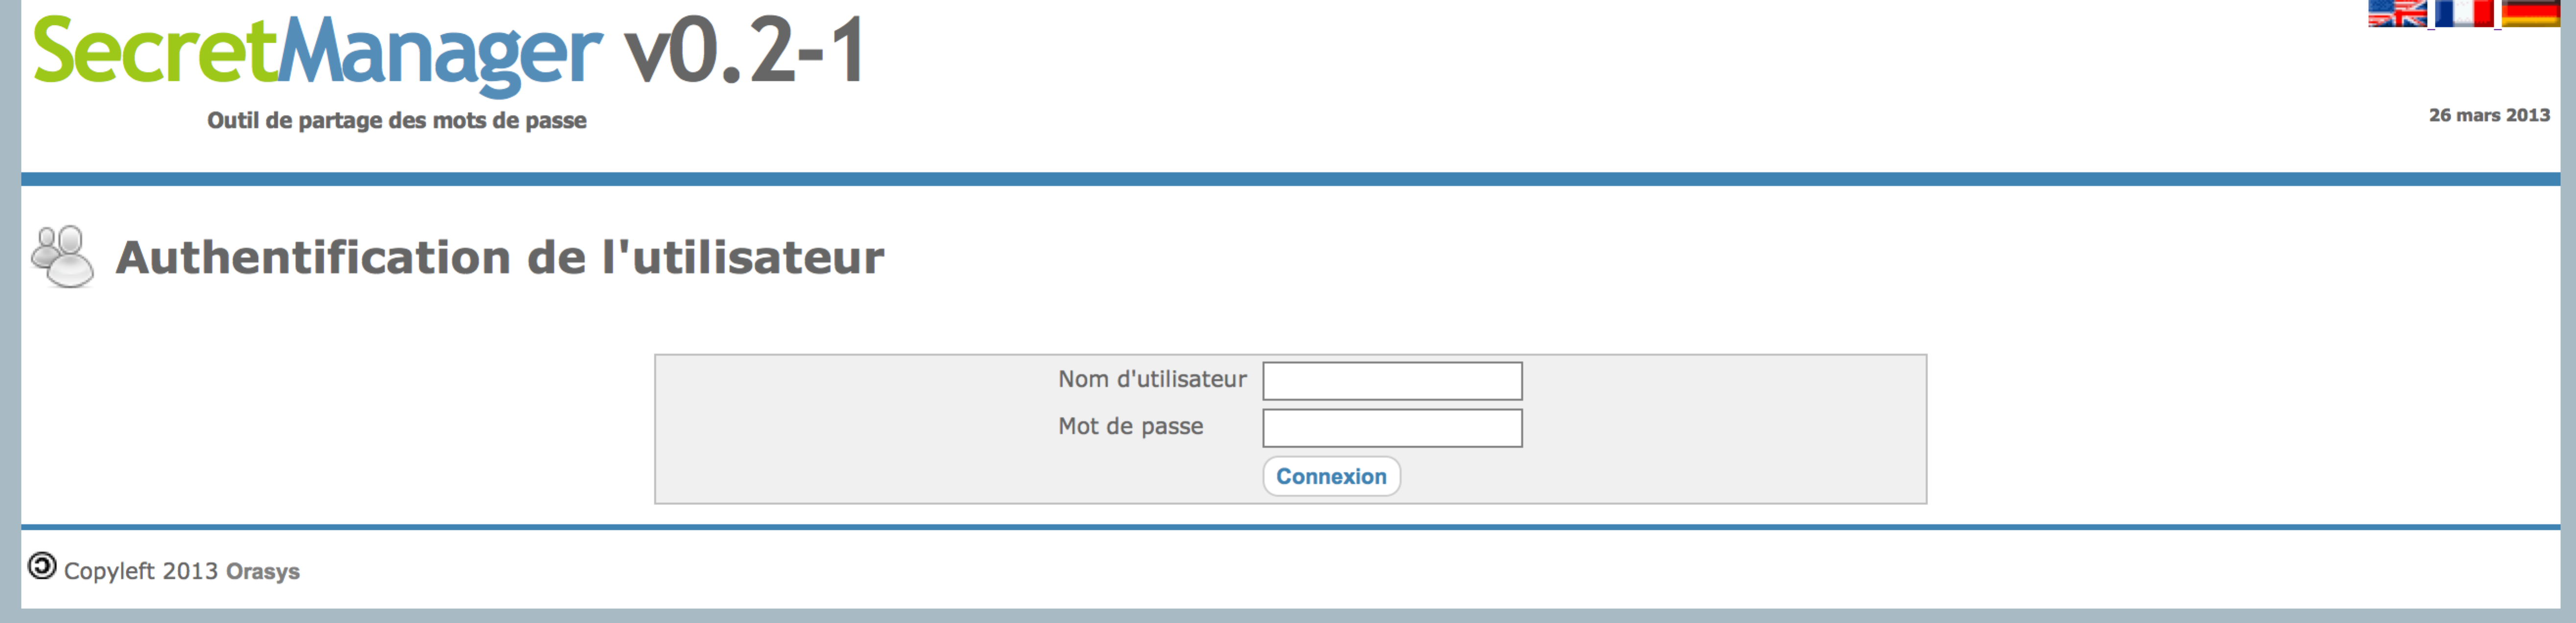 SecretManager v0.2-1
Outil de partage des mots de passe
26 mars 2013
Authentification de l'utilisateur
Nom d'utilisateur
Mot de passe
Connexion
Copyleft 2013 Orasys